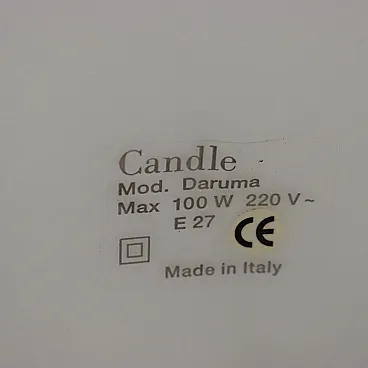 Candle
Mod. Daruma
Max 100 W 220 V ~
E 27 CE
Made in Italy